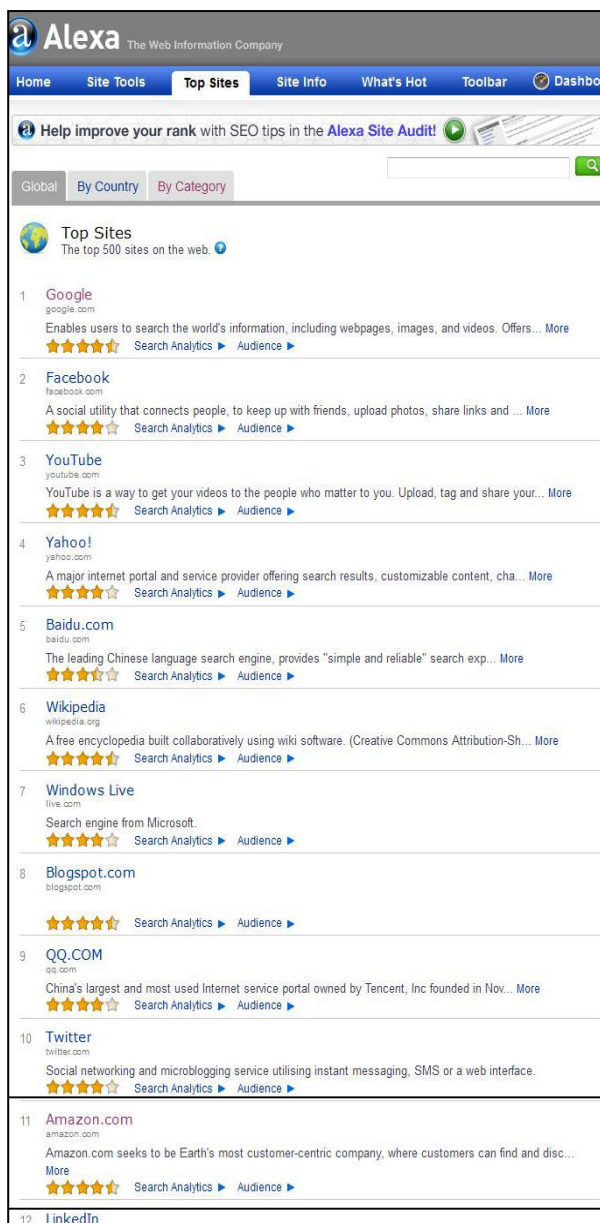 a Alexa The Web Information Company
Home Site Tools Top Sites Site Info What's Hot Toolbar Dashbo
a Help improve your rank with SEO tips in the Alexa Site Audit!
Global By Country By Category
Top Sites
The top 500 sites on the web. ?
1 Google
google.com
Enables users to search the world's information, including webpages, images, and videos. Offers... More
Search Analytics Audience
2 Facebook
facebook.com
A social utility that connects people, to keep up with friends, upload photos, share links and ... More
Search Analytics Audience
3 YouTube
youtube.com
YouTube is a way to get your videos to the people who matter to you. Upload, tag and share your... More
Search Analytics Audience
4 Yahoo!
yahoo.com
A major internet portal and service provider offering search results, customizable content, cha... More
Search Analytics Audience
5 Baidu.com
baidu.com
The leading Chinese language search engine, provides "simple and reliable" search exp... More
Search Analytics Audience
6 Wikipedia
wikipedia.org
A free encyclopedia built collaboratively using wiki software. (Creative Commons Attribution-Sh... More
Search Analytics Audience
7 Windows Live
live.com
Search engine from Microsoft.
Search Analytics Audience
8 Blogspot.com
blogspot.com
Search Analytics Audience
9 QQ.COM
qq.com
China's largest and most used Internet service portal owned by Tencent, Inc founded in Nov... More
Search Analytics Audience
10 Twitter
twitter.com
Social networking and microblogging service utilising instant messaging, SMS or a web interface.
Search Analytics Audience
11 Amazon.com
amazon.com
Amazon.com seeks to be Earth's most customer-centric company, where customers can find and disc...
More
Search Analytics Audience
12 LinkedIn